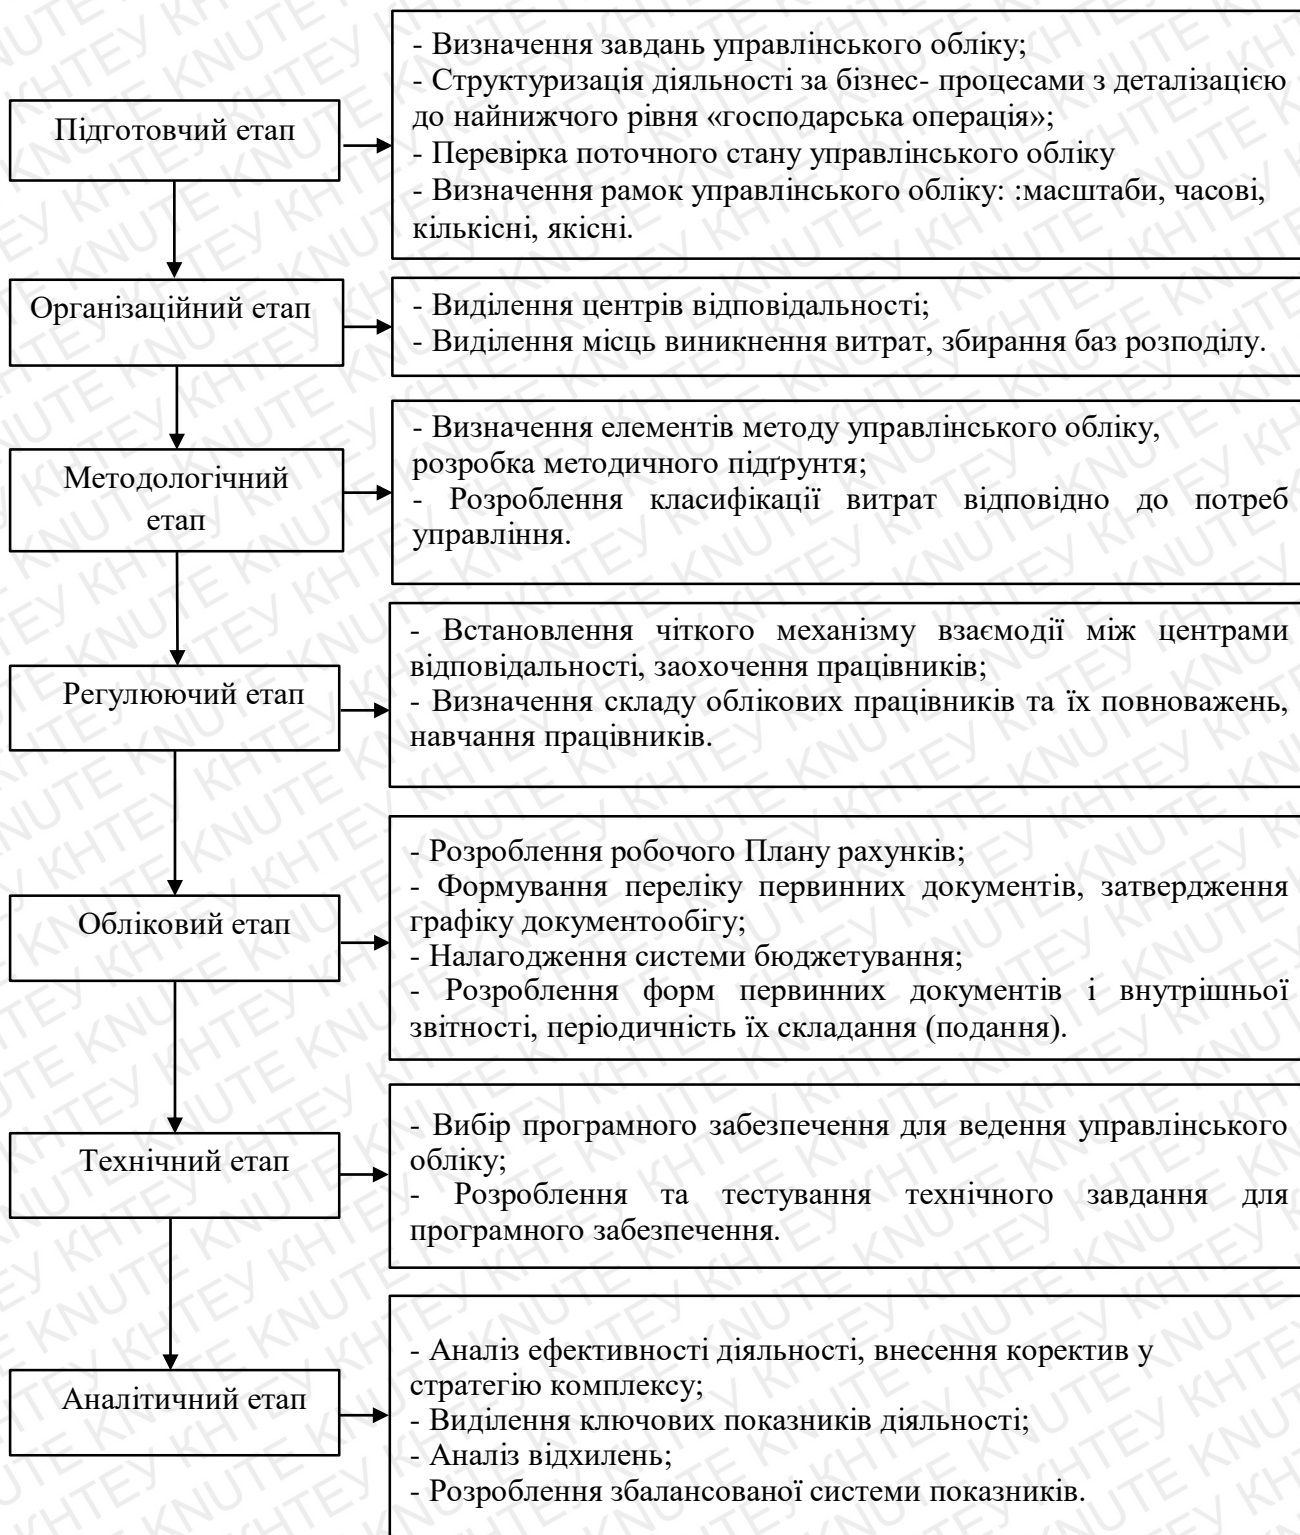 - Визначення завдань управлінського обліку;
- Структуризація діяльності за бізнес- процесами з деталізацією
до найнижчого рівня «господарська операція»;
- Перевірка поточного стану управлінського обліку
- Визначення рамок управлінського обліку: :масштаби, часові,
кількісні, якісні.
Підготовчий етап
Організаційний етап
- Виділення центрів відповідальності;
- Виділення місць виникнення витрат, збирання баз розподілу.
Методологічний
етап
- Визначення елементів методу управлінського обліку,
розробка методичного підґрунтя;
- Розроблення класифікації витрат відповідно до потреб
управління.
Регулюючий етап
- Встановлення чіткого механізму взаємодії між центрами
відповідальності, заохочення працівників;
- Визначення складу облікових працівників та їх повноважень,
навчання працівників.
Обліковий етап
- Розроблення робочого Плану рахунків;
- Формування переліку первинних документів, затвердження
графіку документообігу;
- Налагодження системи бюджетування;
- Розроблення форм первинних документів і внутрішньої
звітності, періодичність їх складання (подання).
Технічний етап
- Вибір програмного забезпечення для ведення управлінського
обліку;
- Розроблення та тестування технічного завдання для
програмного забезпечення.
Аналітичний етап
- Аналіз ефективності діяльності, внесення коректив у
стратегію комплексу;
- Виділення ключових показників діяльності;
- Аналіз відхилень;
- Розроблення збалансованої системи показників.